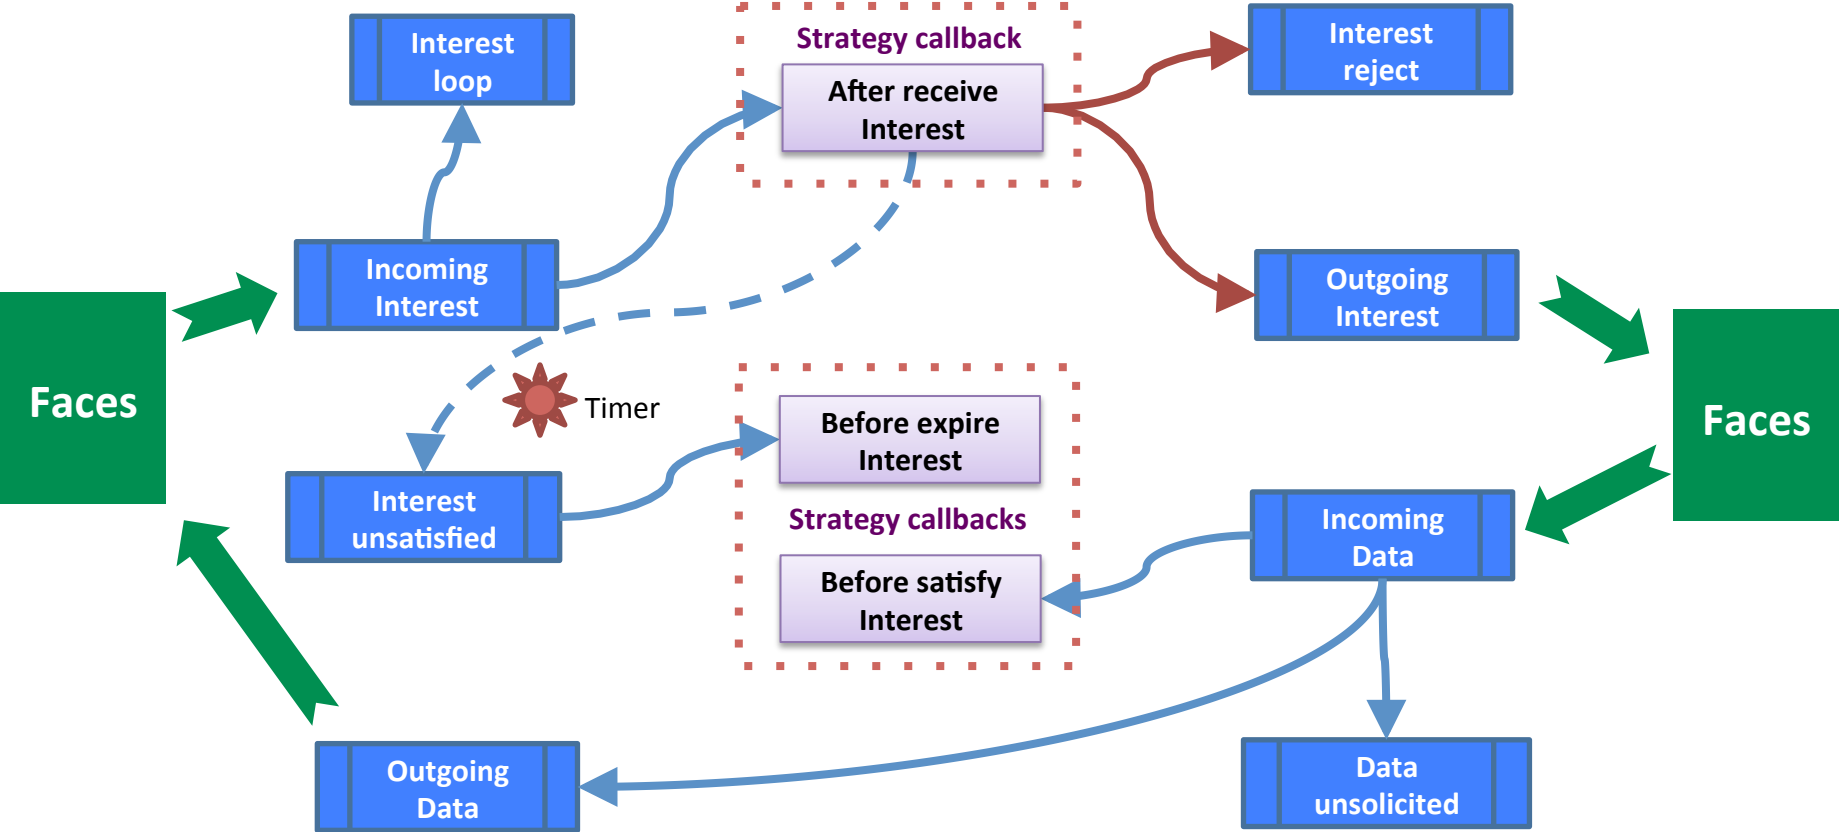 Interest
loop
Strategy callback
After receive
Interest
Interest
reject
Incoming
Interest
Outgoing
Interest
Faces
Timer
Faces
Before expire
Interest
Strategy callbacks
Before satisfy
Interest
Interest
unsatisfied
Incoming
Data
Outgoing
Data
Data
unsolicited